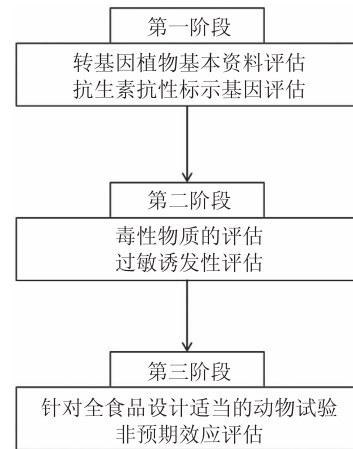 第一阶段
转基因植物基本资料评估
抗生素抗性标示基因评估
第二阶段
毒性物质的评估
过敏诱发性评估
第三阶段
针对全食品设计适当的动物试验
非预期效应评估